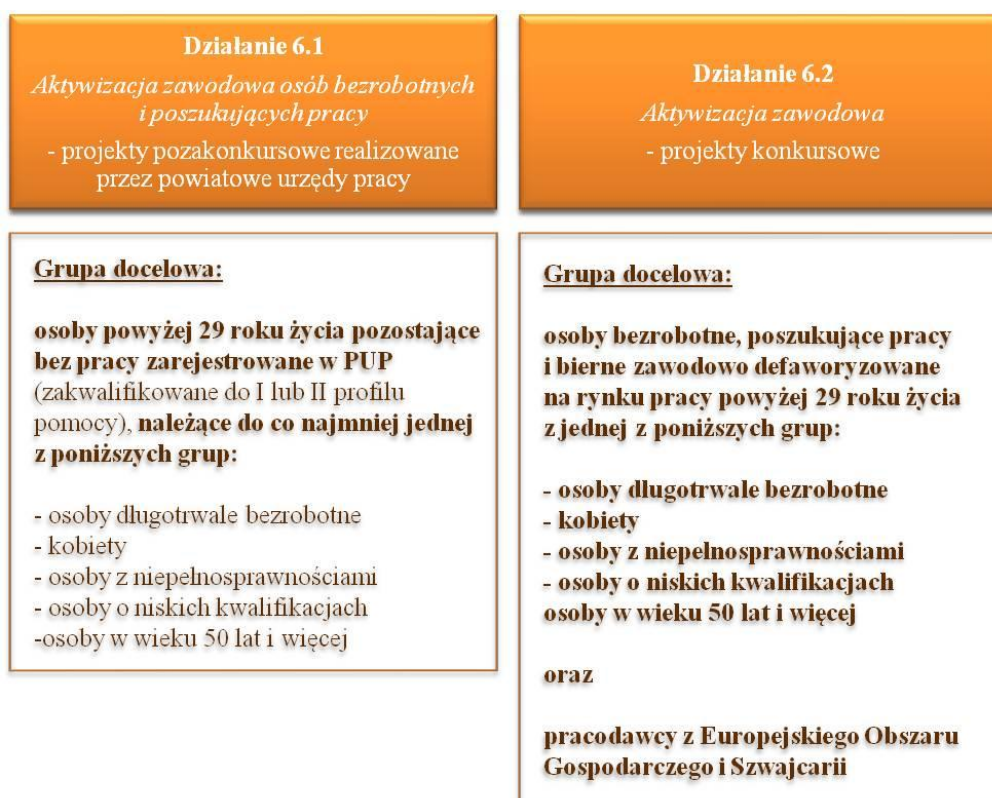 Działanie 6.1
Aktywizacja zawodowa osób bezrobotnych
i poszukujących pracy
- projekty pozakonkursowe realizowane
przez powiatowe urzędy pracy
Grupa docelowa:
osoby powyżej 29 roku życia pozostające
bez pracy zarejestrowane w PUP
(zakwalifikowane do I lub II profilu
pomocy), należące do co najmniej jednej
z poniższych grup:
- osoby długotrwale bezrobotne
- kobiety
- osoby z niepełnosprawnościami
- osoby o niskich kwalifikacjach
-osoby w wieku 50 lat i więcej
Działanie 6.2
Aktywizacja zawodowa
- projekty konkursowe
Grupa docelowa:
osoby bezrobotne, poszukujące pracy
i bierne zawodowo defaworyzowane
na rynku pracy powyżej 29 roku życia
z jednej z poniższych grup:
- osoby długotrwale bezrobotne
- kobiety
- osoby z niepełnosprawnościami
- osoby o niskich kwalifikacjach
osoby w wieku 50 lat i więcej
oraz
pracodawcy z Europejskiego Obszaru
Gospodarczego i Szwajcarii